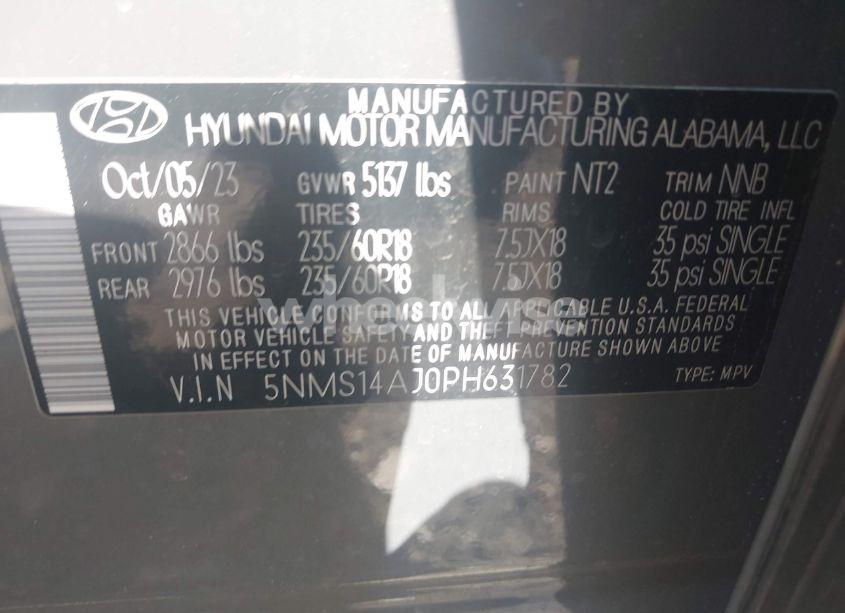 MANUFACTURED BY
HYUNDAI MOTOR MANUFACTURING ALABAMA, LLC
Oct/05/23 GVWR 5137 lbs PAINT NT2 TRIM NNB
GAWR TIRES RIMS COLD TIRE INFL
FRONT 2866 lbs 235/60R18 7.5JX18 35 psi SINGLE
REAR 2976 lbs 235/60R18 7.5JX18 35 psi SINGLE
THIS VEHICLE CONFORMS TO ALL APPLICABLE U.S.A. FEDERAL
MOTOR VEHICLE SAFETY AND THEFT PREVENTION STANDARDS
IN EFFECT ON THE DATE OF MANUFACTURE SHOWN ABOVE
V.I.N 5NMS14AJ0PH631782 TYPE: MPV